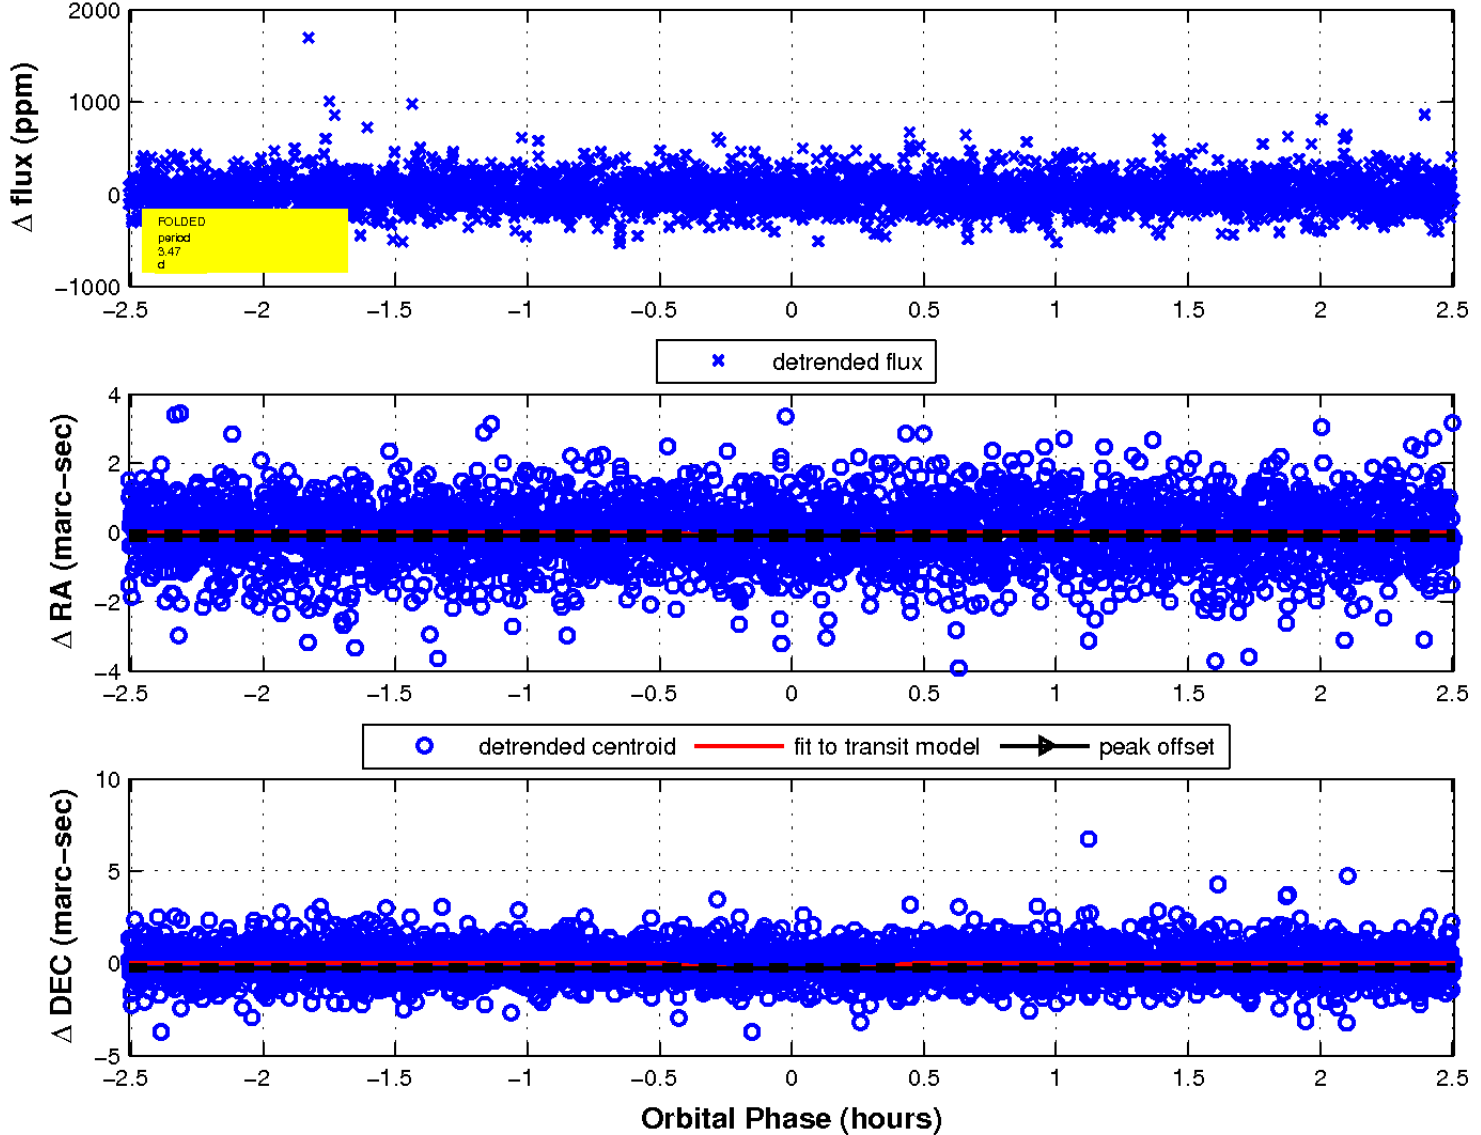 2000
1000
0
−1000
Δ flux (ppm)
FOLDED
period
3.47
d
−2.5 −2 −1.5 −1 −0.5 0 0.5 1 1.5 2 2.5
detrended flux
4
2
0
−2
−4
Δ RA (marc−sec)
−2.5 −2 −1.5 −1 −0.5 0 0.5 1 1.5 2 2.5
detrended centroid fit to transit model peak offset
10
5
0
−5
Δ DEC (marc−sec)
−2.5 −2 −1.5 −1 −0.5 0 0.5 1 1.5 2 2.5
Orbital Phase (hours)